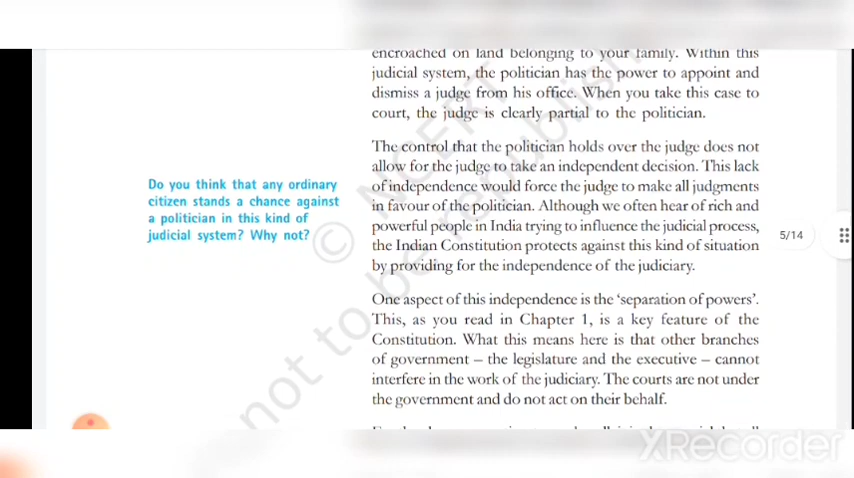 encroached on land belonging to your family. Within this
judicial system, the politician has the power to appoint and
dismiss a judge from his office. When you take this case to
court, the judge is clearly partial to the politician.
The control that the politician holds over the judge does not
allow for the judge to take an independent decision. This lack
of independence would force the judge to make all judgments
in favour of the politician. Although we often hear of rich and
powerful people in India trying to influence the judicial process,
the Indian Constitution protects against this kind of situation
by providing for the independence of the judiciary.
Do you think that any ordinary
citizen stands a chance against
a politician in this kind of
judicial system? Why not?
One aspect of this independence is the ‘separation of powers’.
This, as you read in Chapter 1, is a key feature of the
Constitution. What this means here is that other branches
of government – the legislature and the executive – cannot
interfere in the work of the judiciary. The courts are not under
the government and do not act on their behalf.
5/14
© NCERT
not to be republished
XRecorder